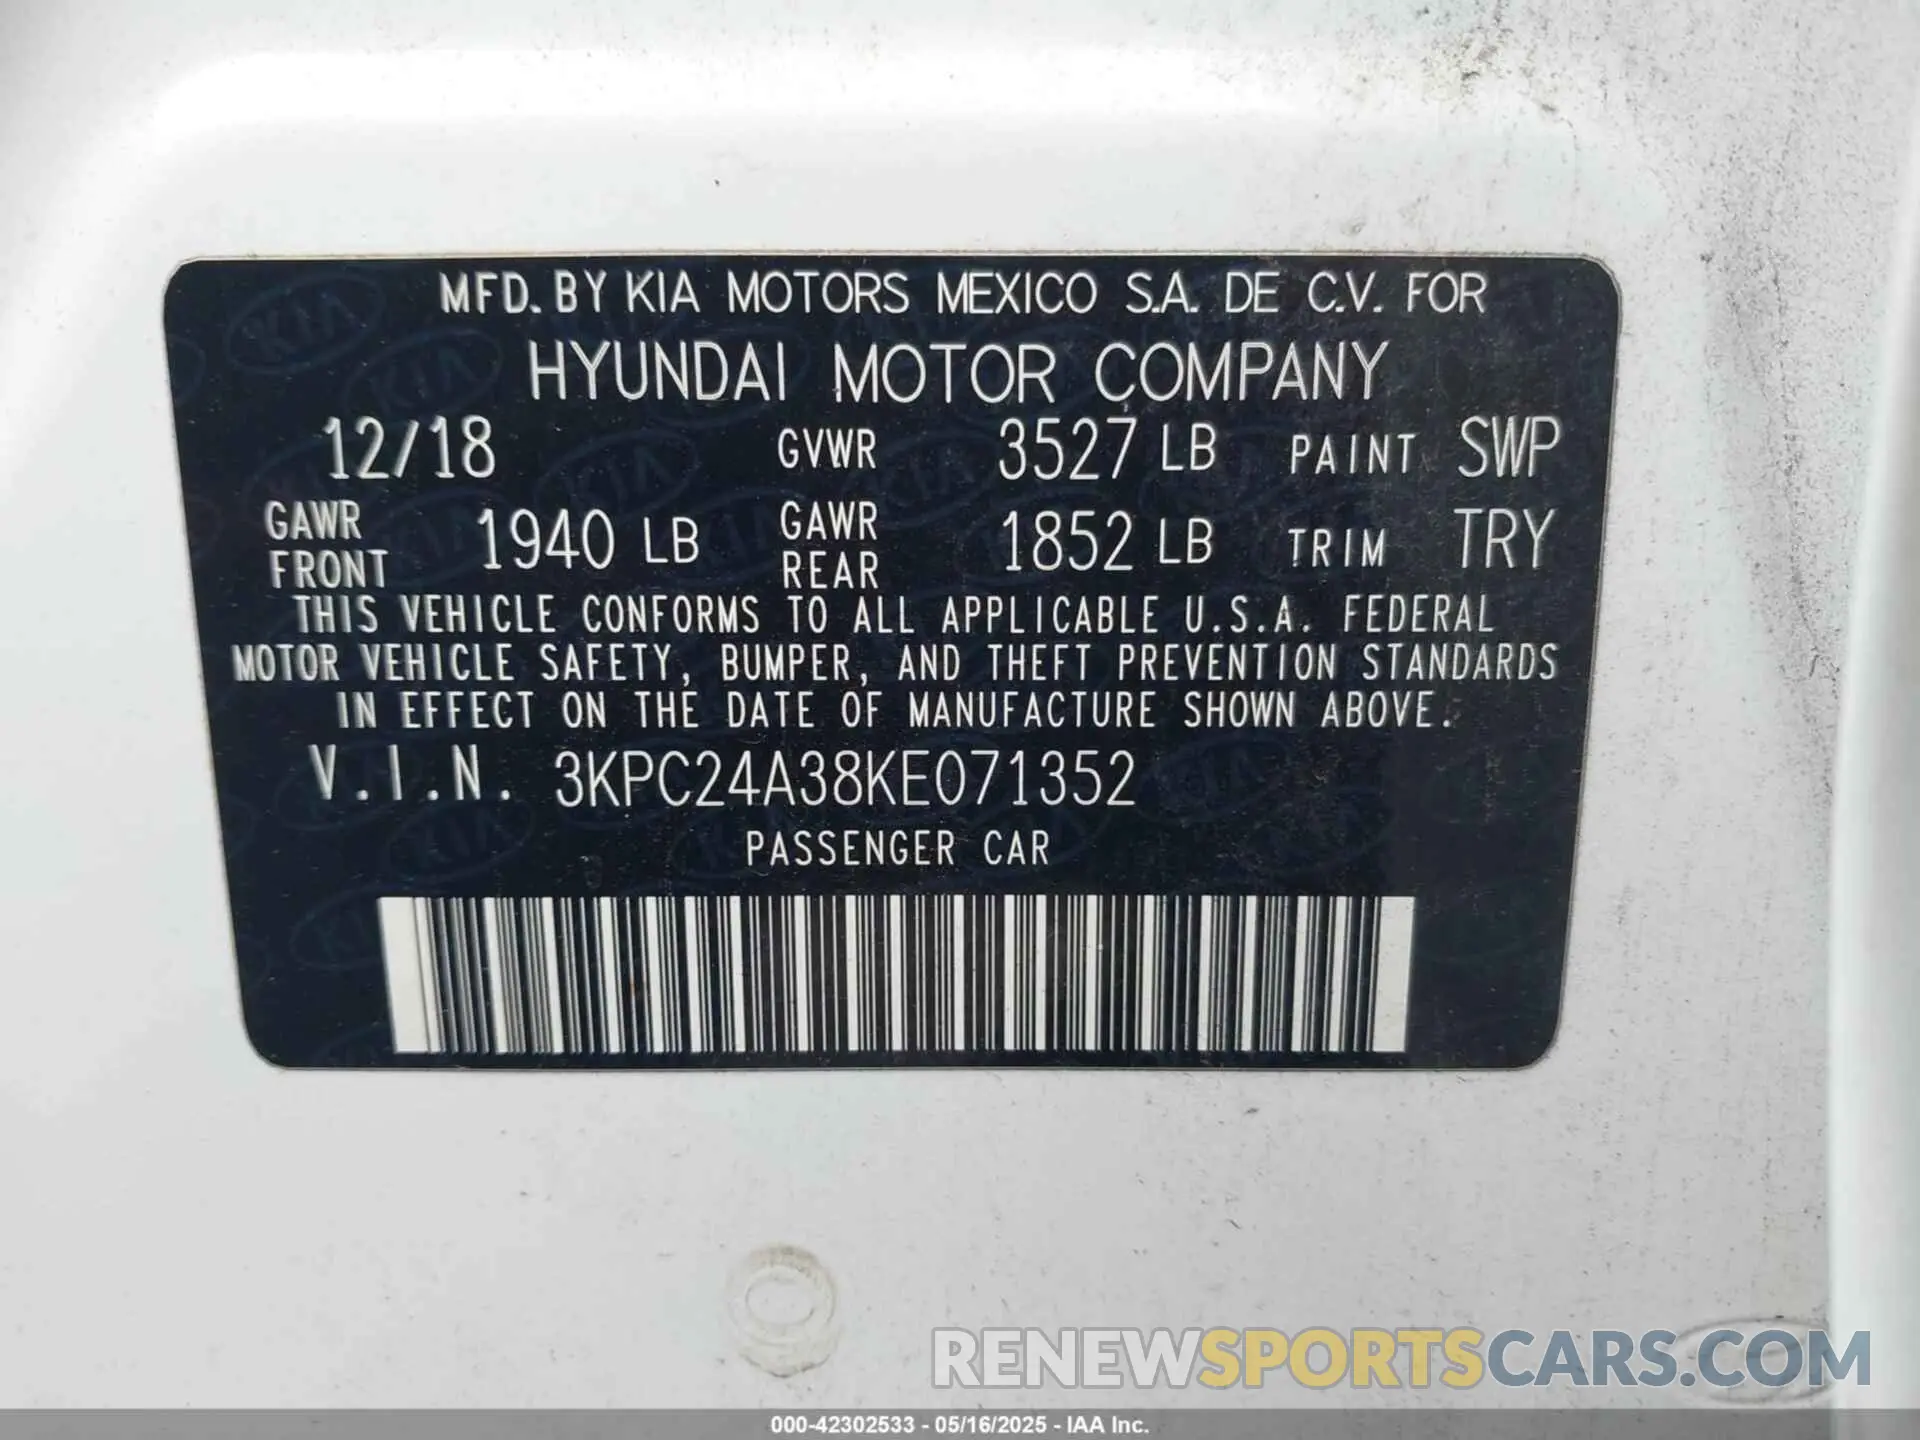 MFD. BY KIA MOTORS MEXICO S.A. DE C.V. FOR
HYUNDAI MOTOR COMPANY
12/18 GVWR 3527 LB PAINT SWP
GAWR FRONT 1940 LB GAWR REAR 1852 LB TRIM TRY
THIS VEHICLE CONFORMS TO ALL APPLICABLE U.S.A. FEDERAL
MOTOR VEHICLE SAFETY, BUMPER, AND THEFT PREVENTION STANDARDS
IN EFFECT ON THE DATE OF MANUFACTURE SHOWN ABOVE.
V.I.N. 3KPC24A38KE071352
PASSENGER CAR
RENEWSPORTSCARS.COM
000-42302533 - 05/16/2025 - IAA Inc.